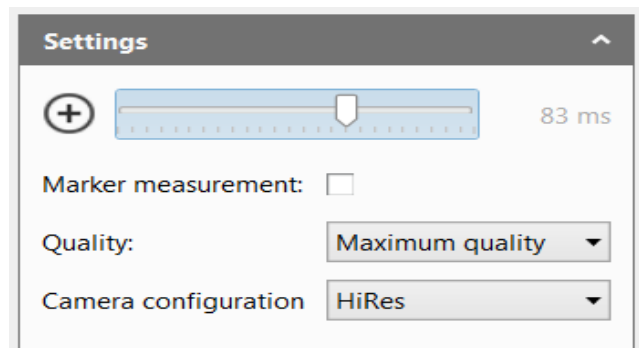 Settings
83 ms
Marker measurement:
Quality: Maximum quality
Camera configuration HiRes